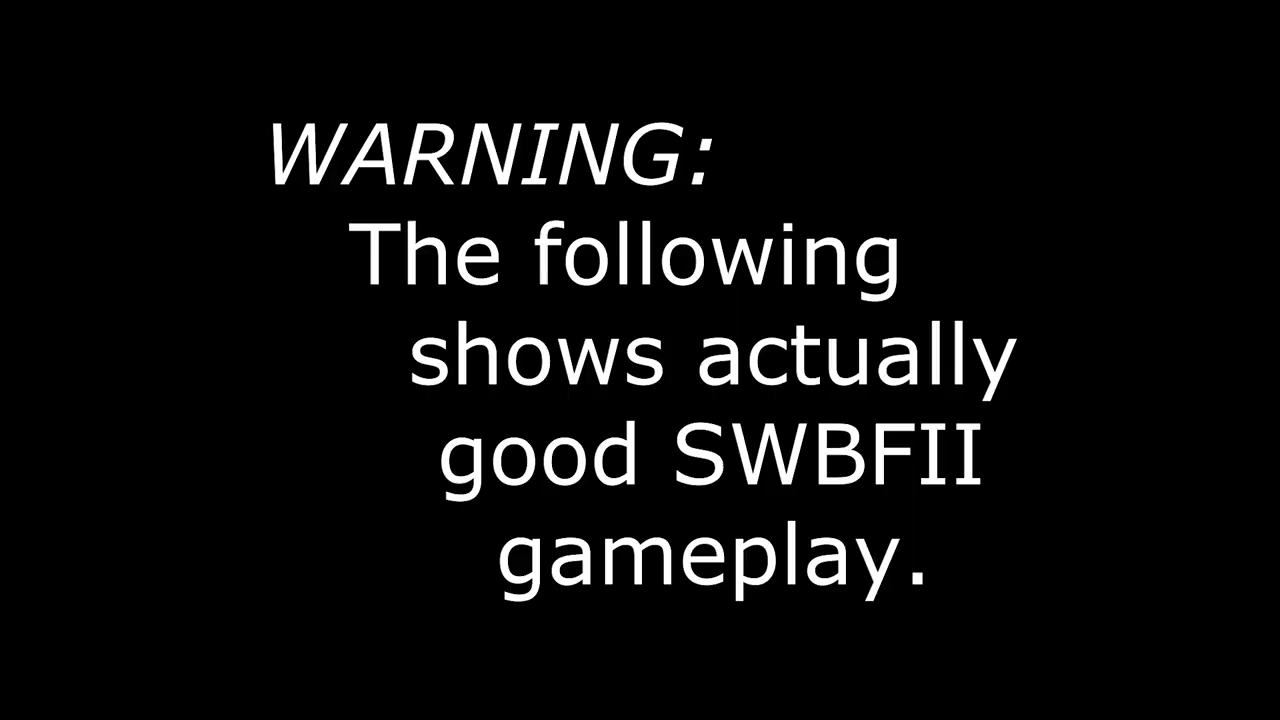 WARNING:
The following
shows actually
good SWBFII
gameplay.